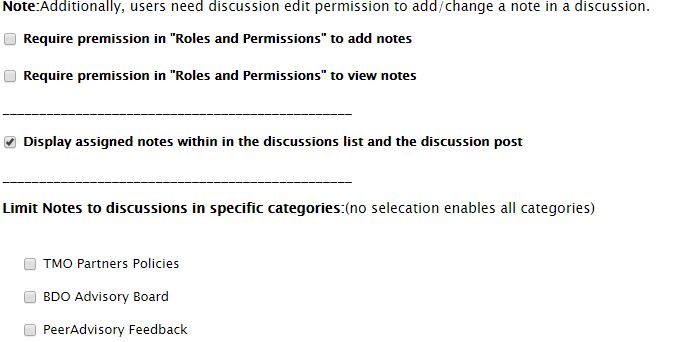 Note:Additionally, users need discussion edit permission to add/change a note in a discussion.
Require premission in "Roles and Permissions" to add notes
Require premission in "Roles and Permissions" to view notes
Display assigned notes within in the discussions list and the discussion post
Limit Notes to discussions in specific categories:(no selecation enables all categories)
TMO Partners Policies
BDO Advisory Board
PeerAdvisory Feedback